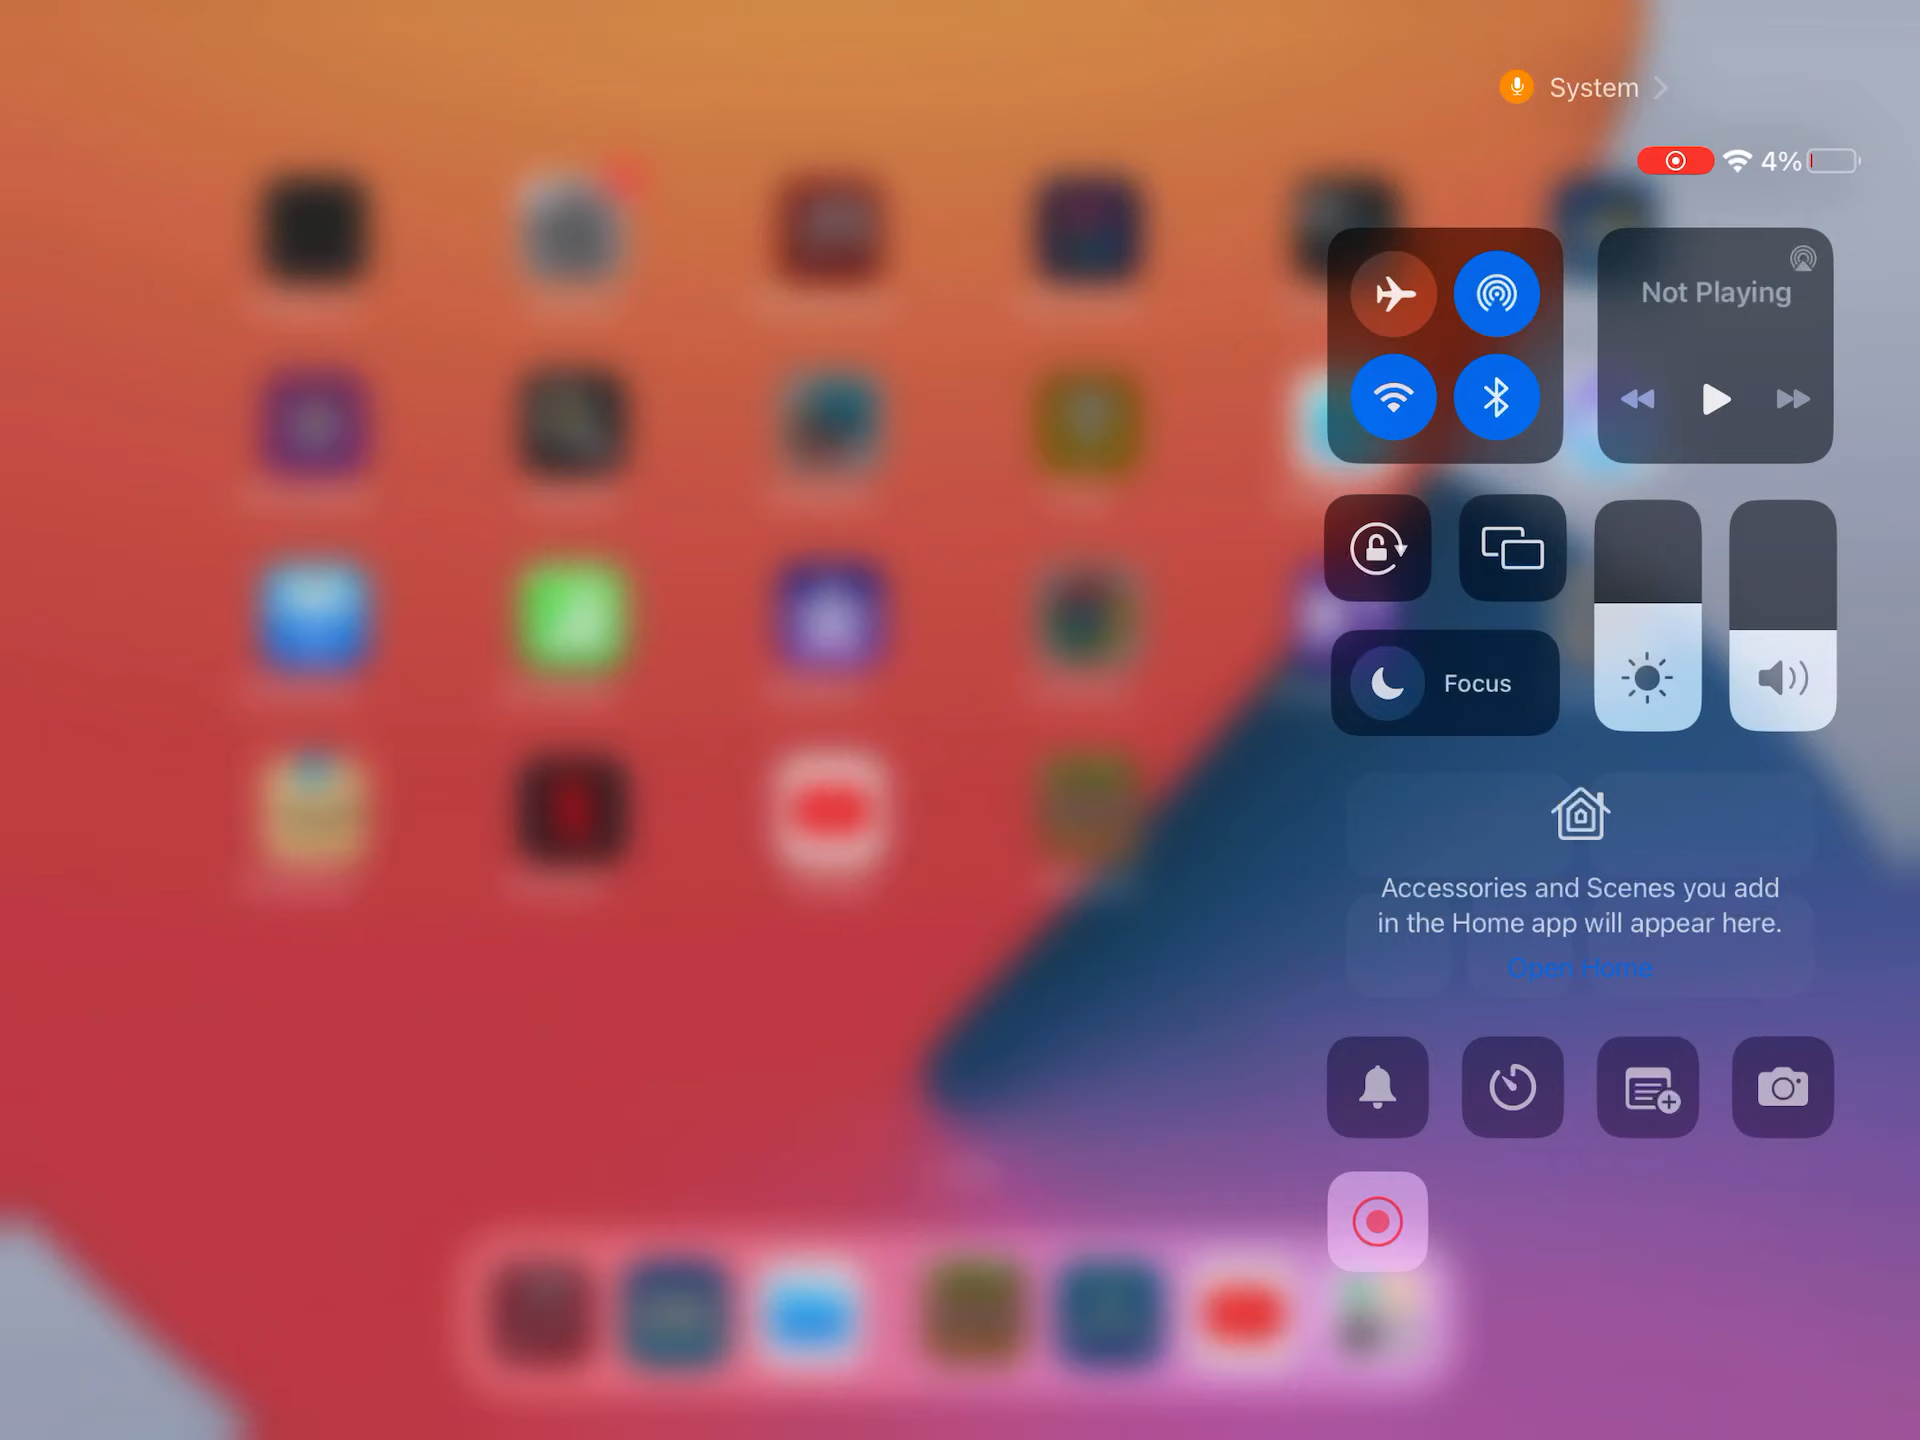 System
4%
Not Playing
Focus
Accessories and Scenes you add
in the Home app will appear here.
Open Home